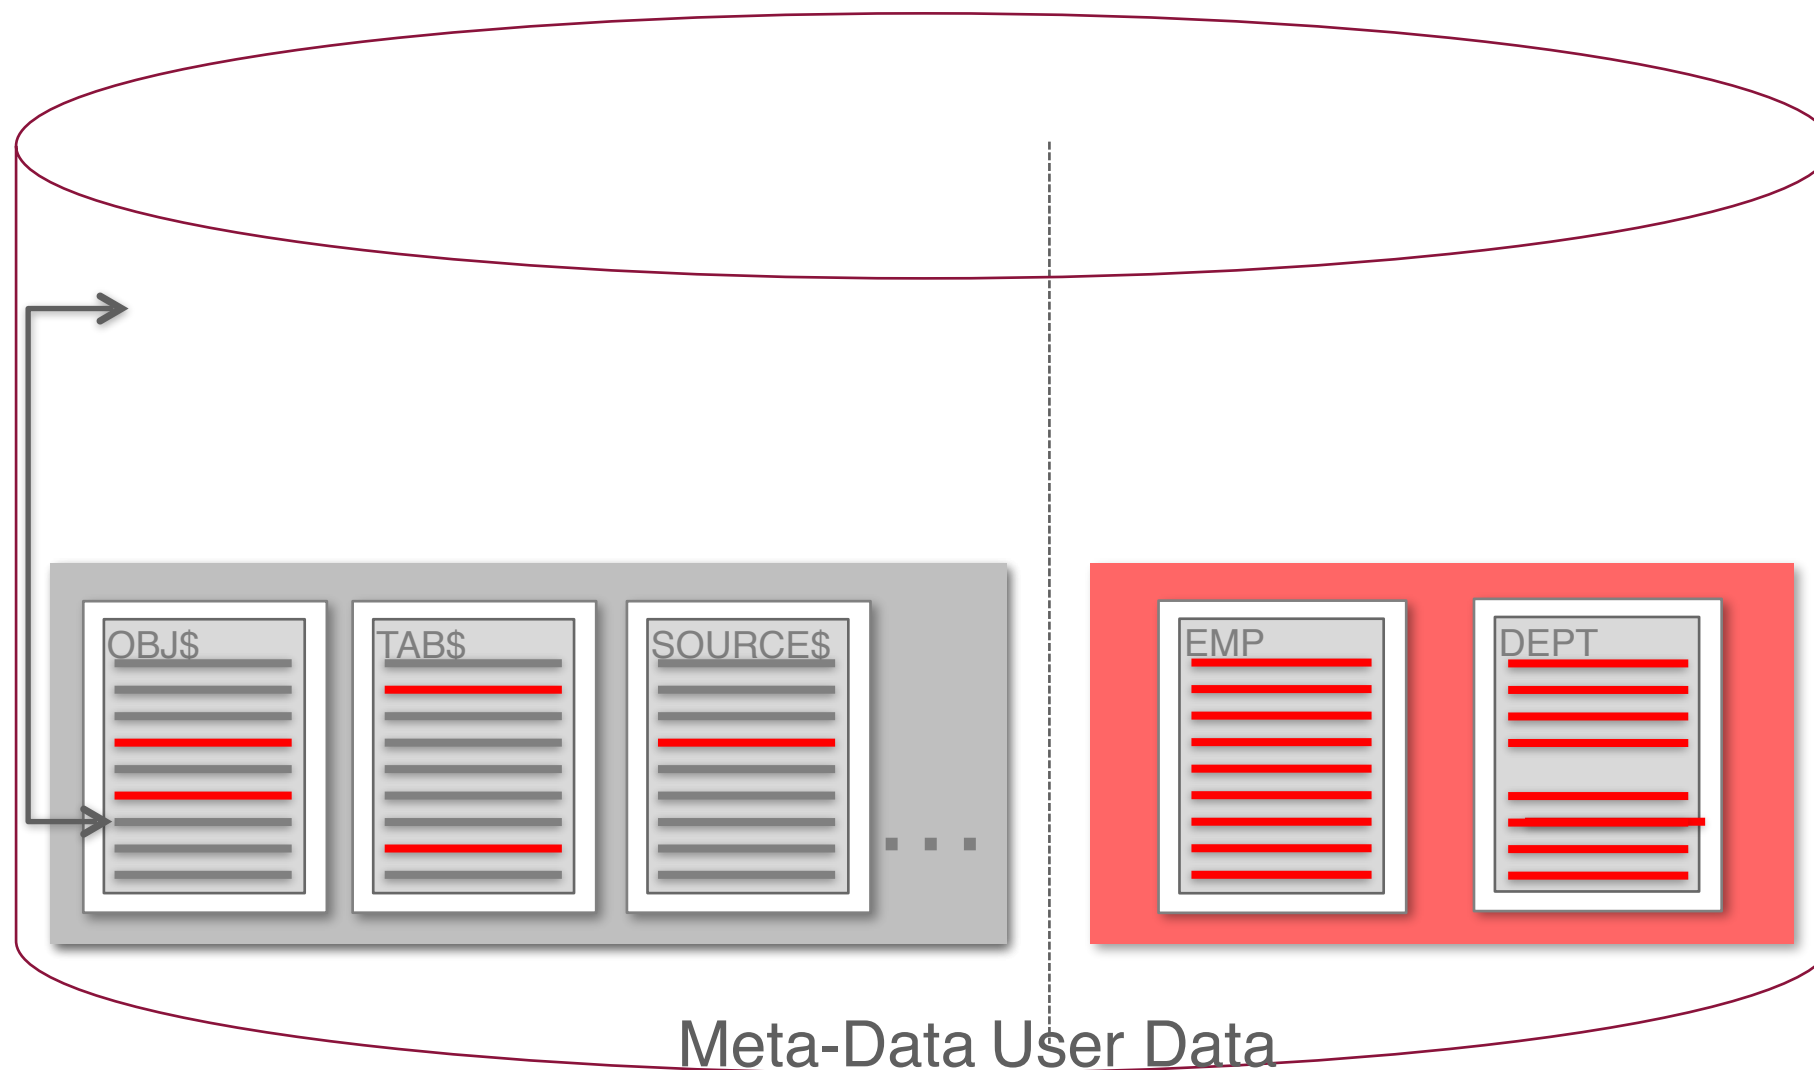 OBJ$
TAB$
SOURCE$
EMP
DEPT
...
Meta-Data User Data